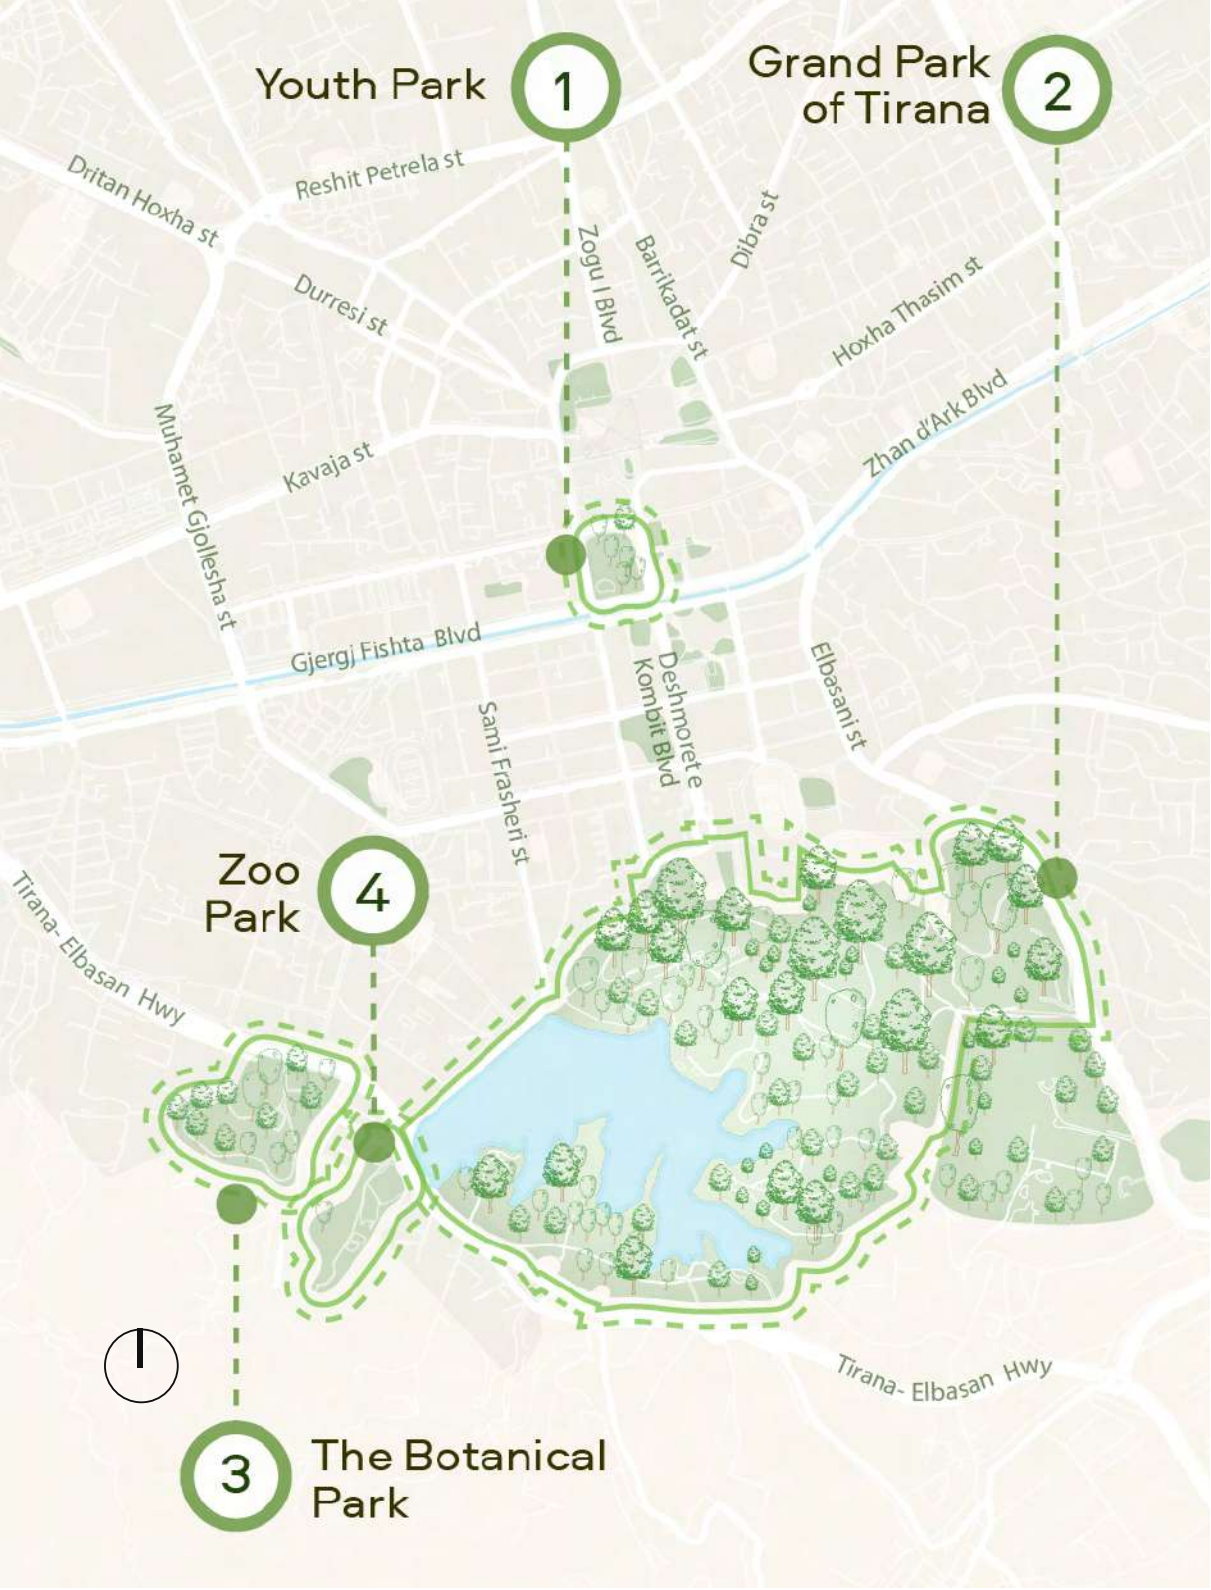 Youth Park
1
Grand Park
of Tirana
2
Dritan Hoxha st
Reshit Petrela st
Durresi st
Zogu I Blvd
Barrikadat st
Dibra st
Hoxha Thasim st
Zhan d'Ark Blvd
Muhamet Gjollesha st
Kavaja st
Gjergj Fishta Blvd
Sami Frasheri st
Deshmoret e
Kombit Blvd
Elbasani st
Zoo
Park
4
Tirana- Elbasan Hwy
Tirana- Elbasan Hwy
3
The Botanical
Park